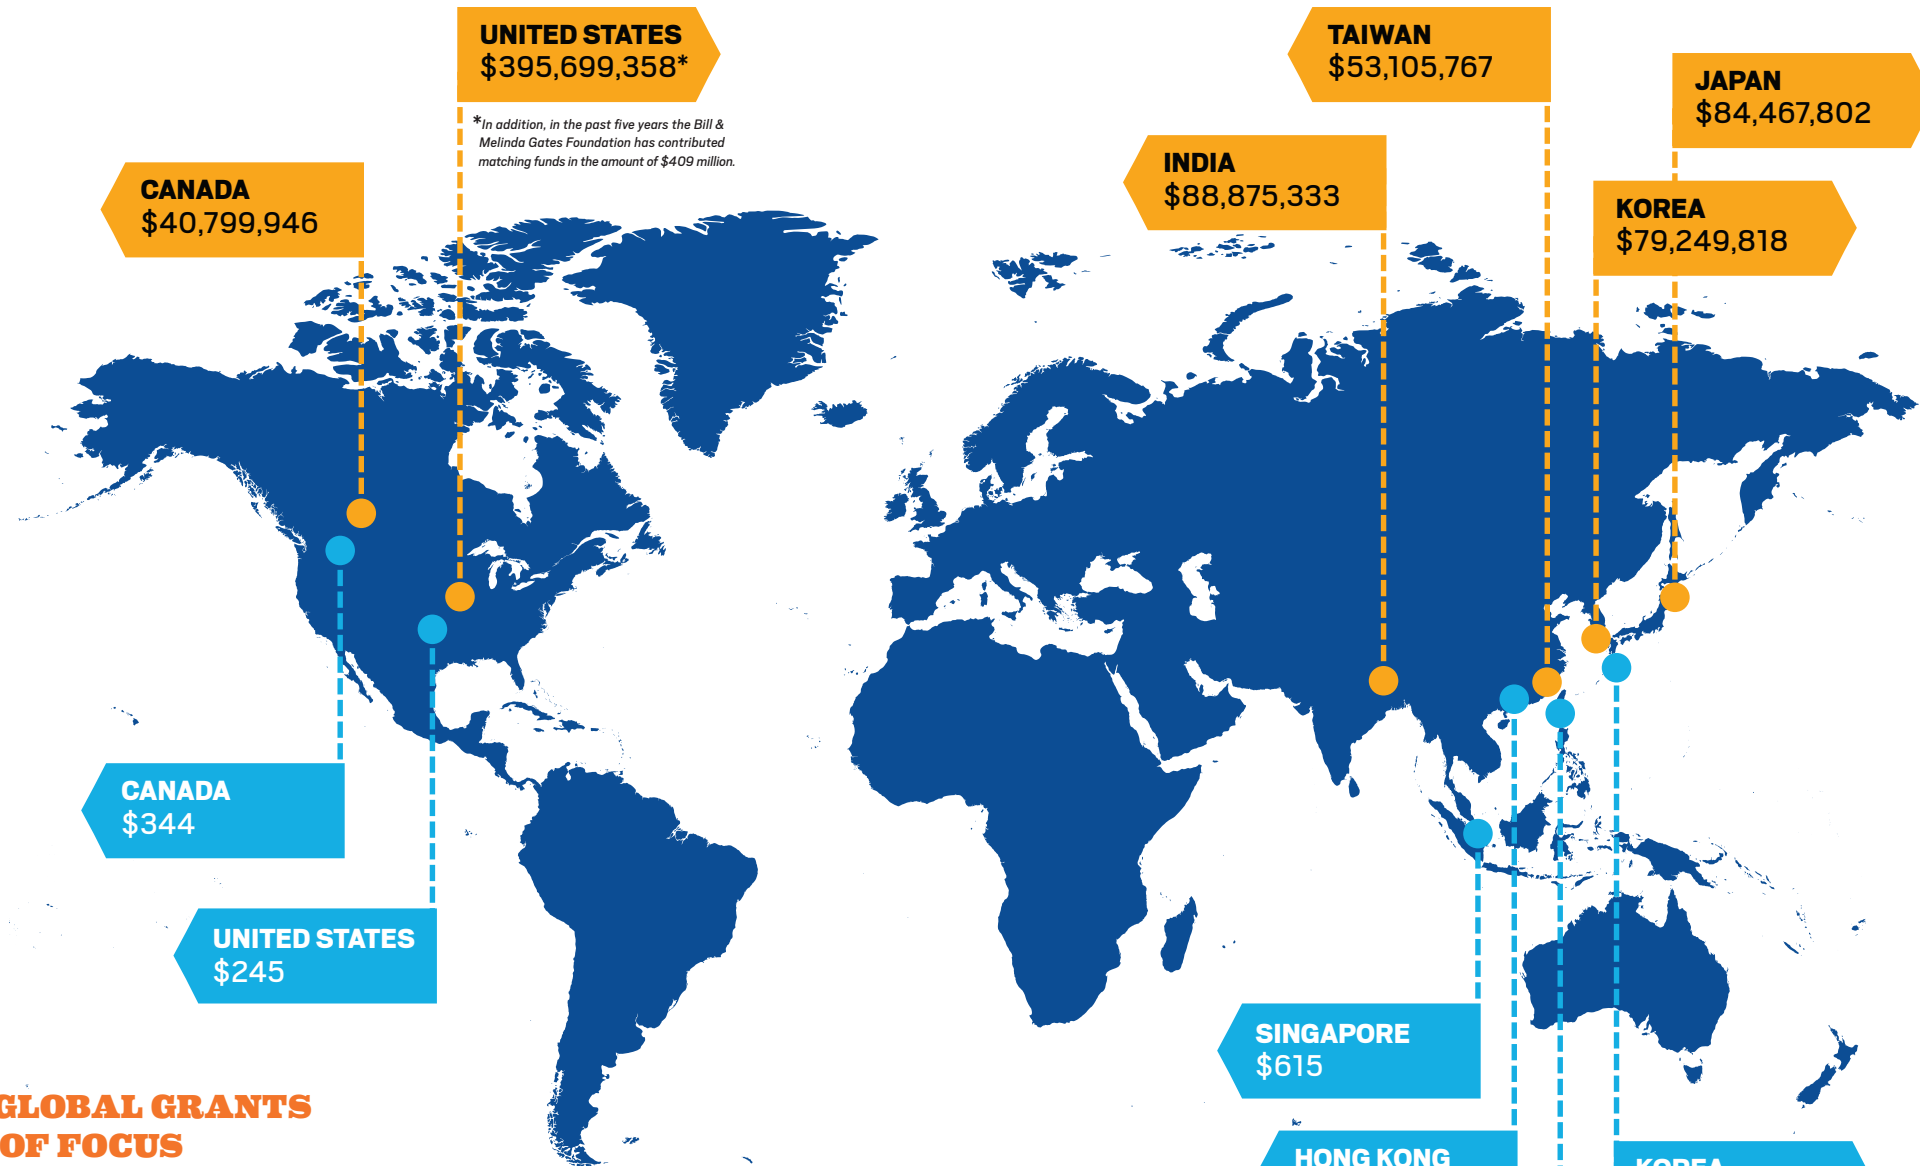 UNITED STATES
$395,699,358*
*In addition, in the past five years the Bill &
Melinda Gates Foundation has contributed
matching funds in the amount of $409 million.
TAIWAN
$53,105,767
JAPAN
$84,467,802
INDIA
$88,875,333
CANADA
$40,799,946
KOREA
$79,249,818
CANADA
$344
UNITED STATES
$245
SINGAPORE
$615
GLOBAL GRANTS
OF FOCUS
HONG KONG
KOREA